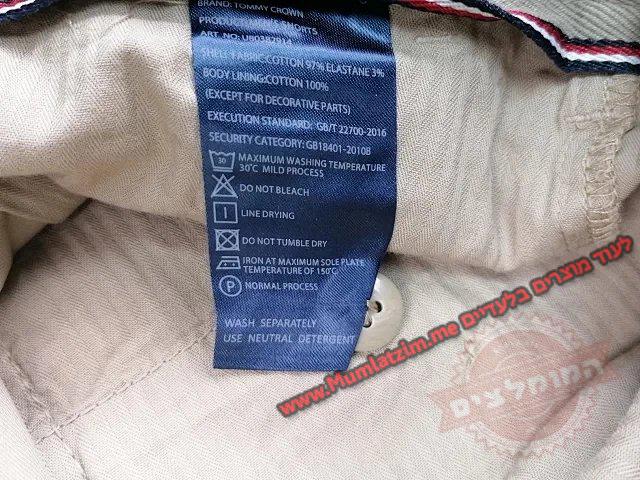 BRAND: TOMMY CROWN
SHELL: FABRIC:COTTON 97% ELASTANE 3%
BODY LINING:COTTON 100%
(EXCEPT FOR DECORATIVE PARTS)
EXECUTION STANDARD: GB/T 22700-2016
SECURITY CATEGORY: GB18401-2010B
30
MAXIMUM WASHING TEMPERATURE
30℃ MILD PROCESS
DO NOT BLEACH
LINE DRYING
DO NOT TUMBLE DRY
IRON AT MAXIMUM SOLE PLATE
TEMPERATURE OF 150℃
P NORMAL PROCESS
WASH SEPARATELY
USE NEUTRAL DETERGENT
לעוד מוצרים בלעדיים www.Mumlatzim.me
המומלצים